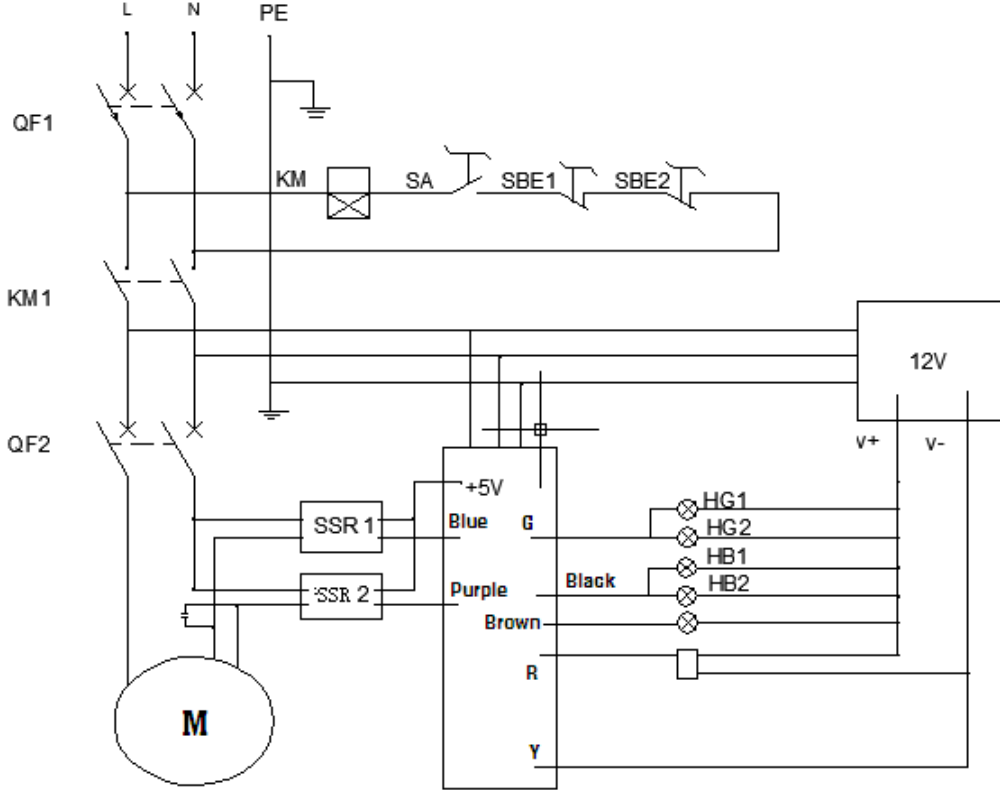 L N PE
QF1
KM SA SBE1 SBE2
KM1
12V
QF2
V+ V-
+5V
HG1
SSR 1 Blue G HG2
HB1
SSR 2 Purple Black HB2
Brown
R
M
Y